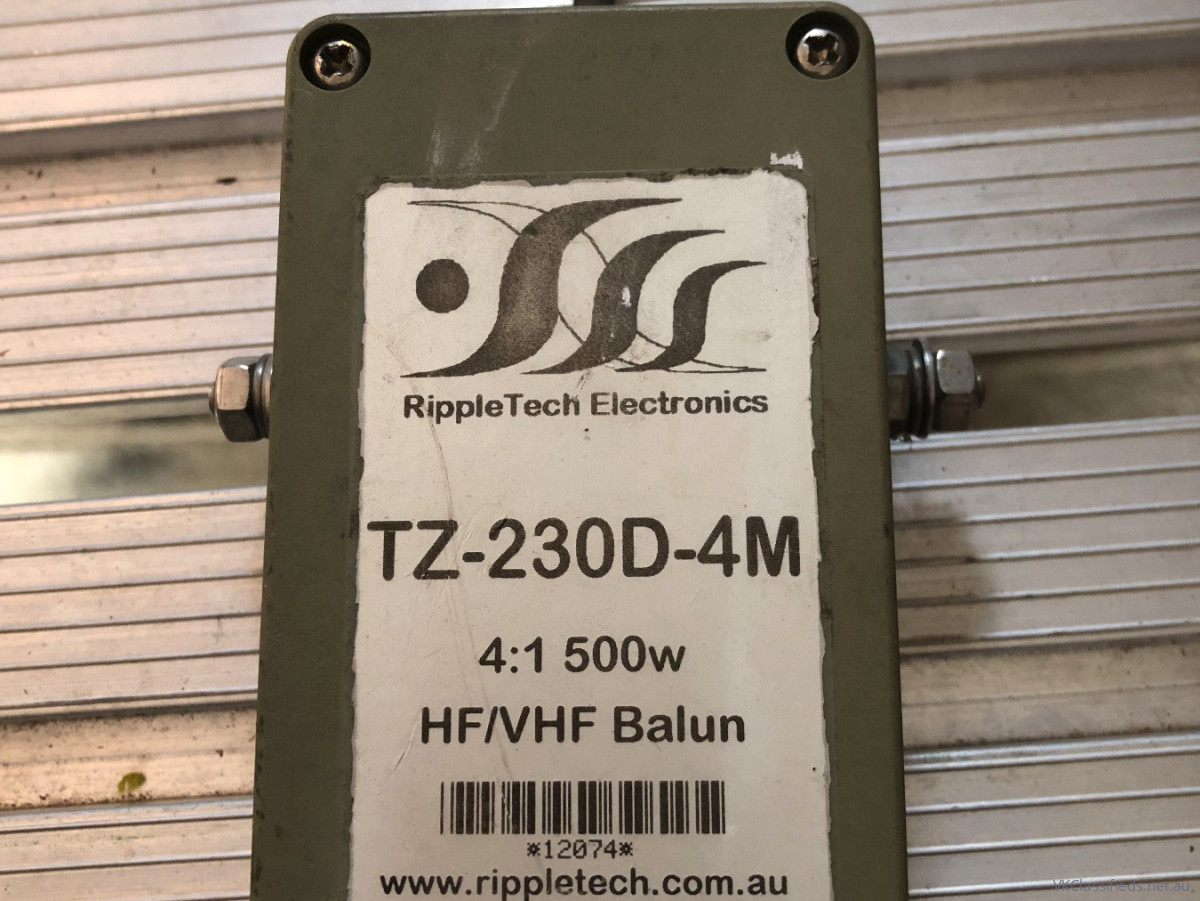 RippleTech Electronics
TZ-230D-4M
4:1 500w
HF/VHF Balun
*12074*
www.rippletech.com.au
VKClassifieds.net.au